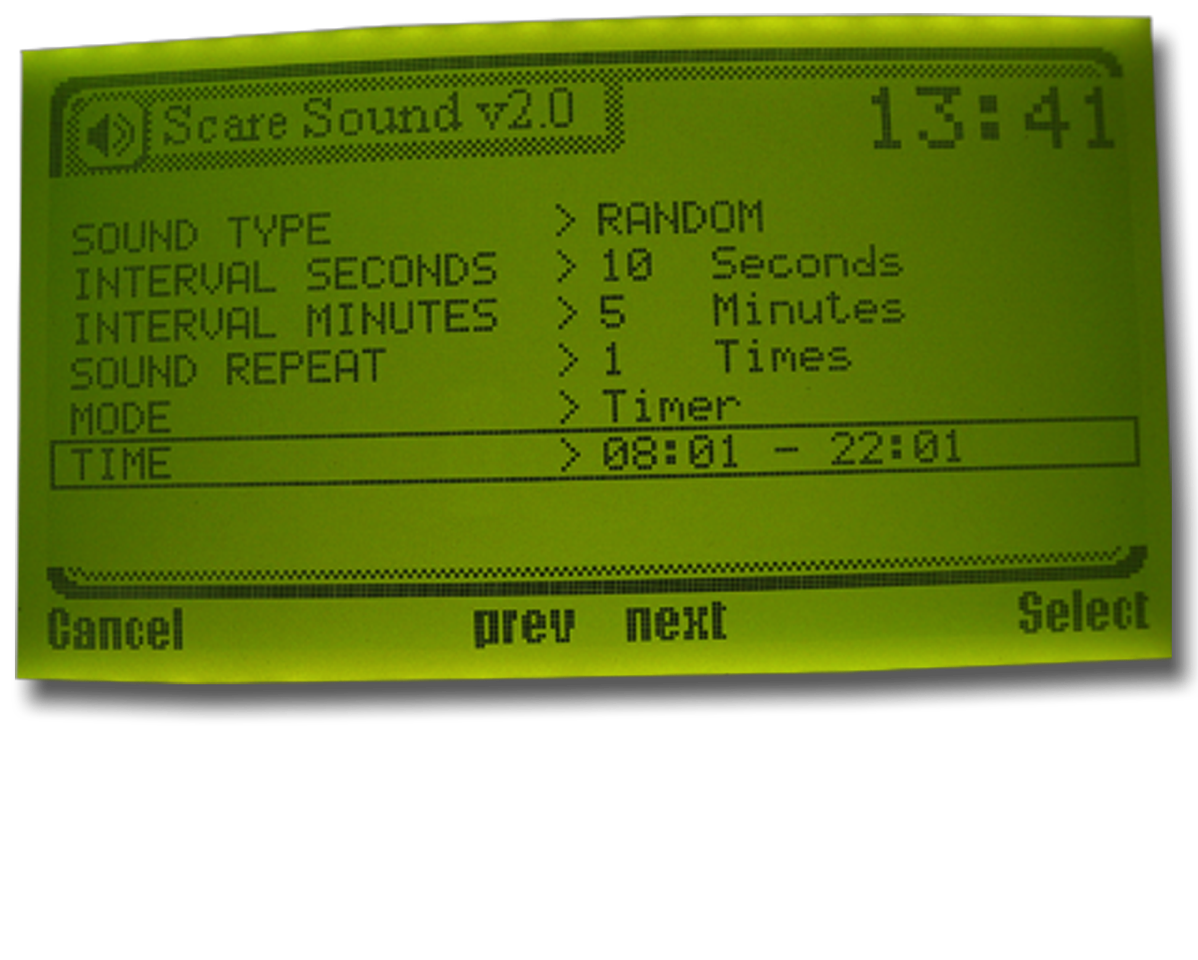 Scare Sound v2.0 13:41
SOUND TYPE > RANDOM
INTERVAL SECONDS > 10 Seconds
INTERVAL MINUTES > 5 Minutes
SOUND REPEAT > 1 Times
MODE > Timer
TIME > 08:01 - 22:01
Cancel prev next Select